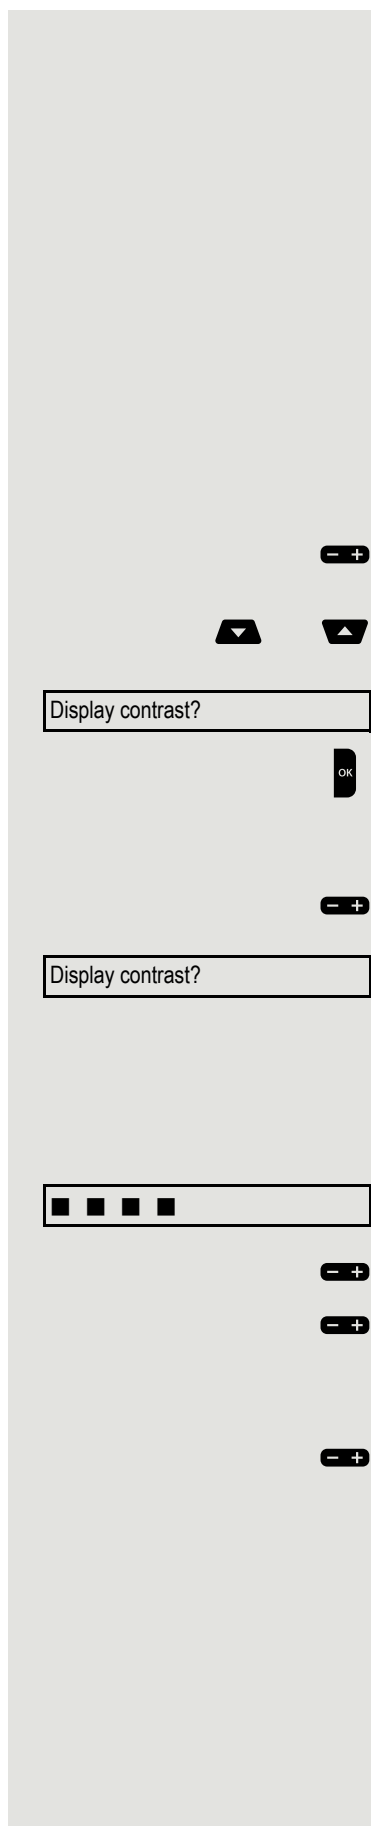 − +
Display contrast?
OK
− +
Display contrast?
− +
− +
− +